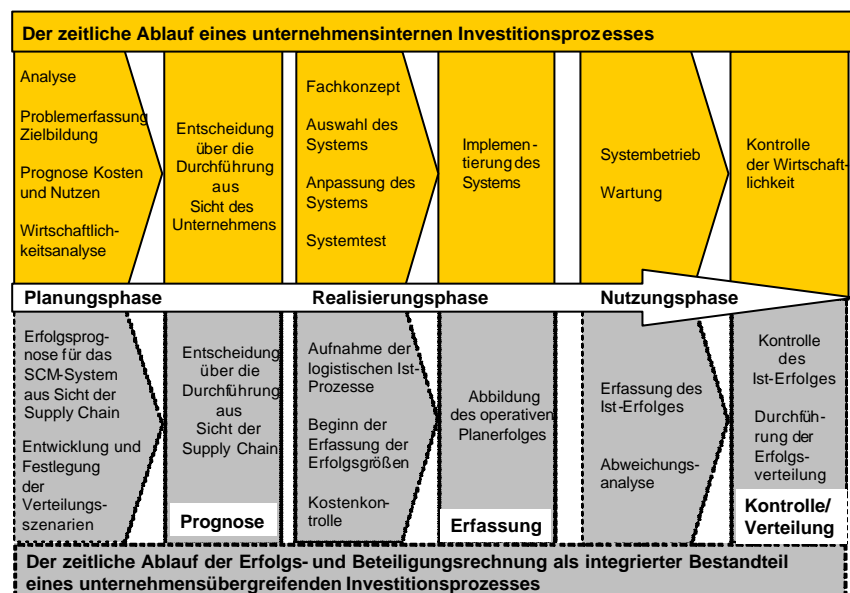 Der zeitliche Ablauf eines unternehmensinternen Investitionsprozesses
Analyse
Problemerfassung
Zielbildung
Prognose Kosten
und Nutzen
Wirtschaftlich-
keitsanalyse
Entscheidung
über die
Durchführung
aus
Sicht des
Unternehmens
Fachkonzept
Auswahl des
Systems
Anpassung des
Systems
Systemtest
Implemen-
tierung des
Systems
Systembetrieb
Wartung
Kontrolle
der Wirtschaft-
lichkeit
Planungsphase
Realisierungsphase
Nutzungsphase
Erfolgsprog-
nose für das
SCM-System
aus Sicht der
Supply Chain
Entwicklung und
Festlegung
der
Verteilungs-
szenarien
Entscheidung
über die
Durchführung
aus
Sicht der
Supply Chain
Prognose
Aufnahme der
logistischen Ist-
Prozesse
Beginn der
Erfassung der
Erfolgsgrößen
Kostenkon-
trolle
Abbildung
des operativen
Planerfolges
Erfassung
Erfassung des
Ist-Erfolges
Abweichungs-
analyse
Kontrolle
des
Ist-Erfolges
Durchfüh-
rung der
Erfolgs-
verteilung
Kontrolle/
Verteilung
Der zeitliche Ablauf der Erfolgs- und Beteiligungsrechnung als integrierter Bestandteil
eines unternehmensübergreifenden Investitionsprozesses